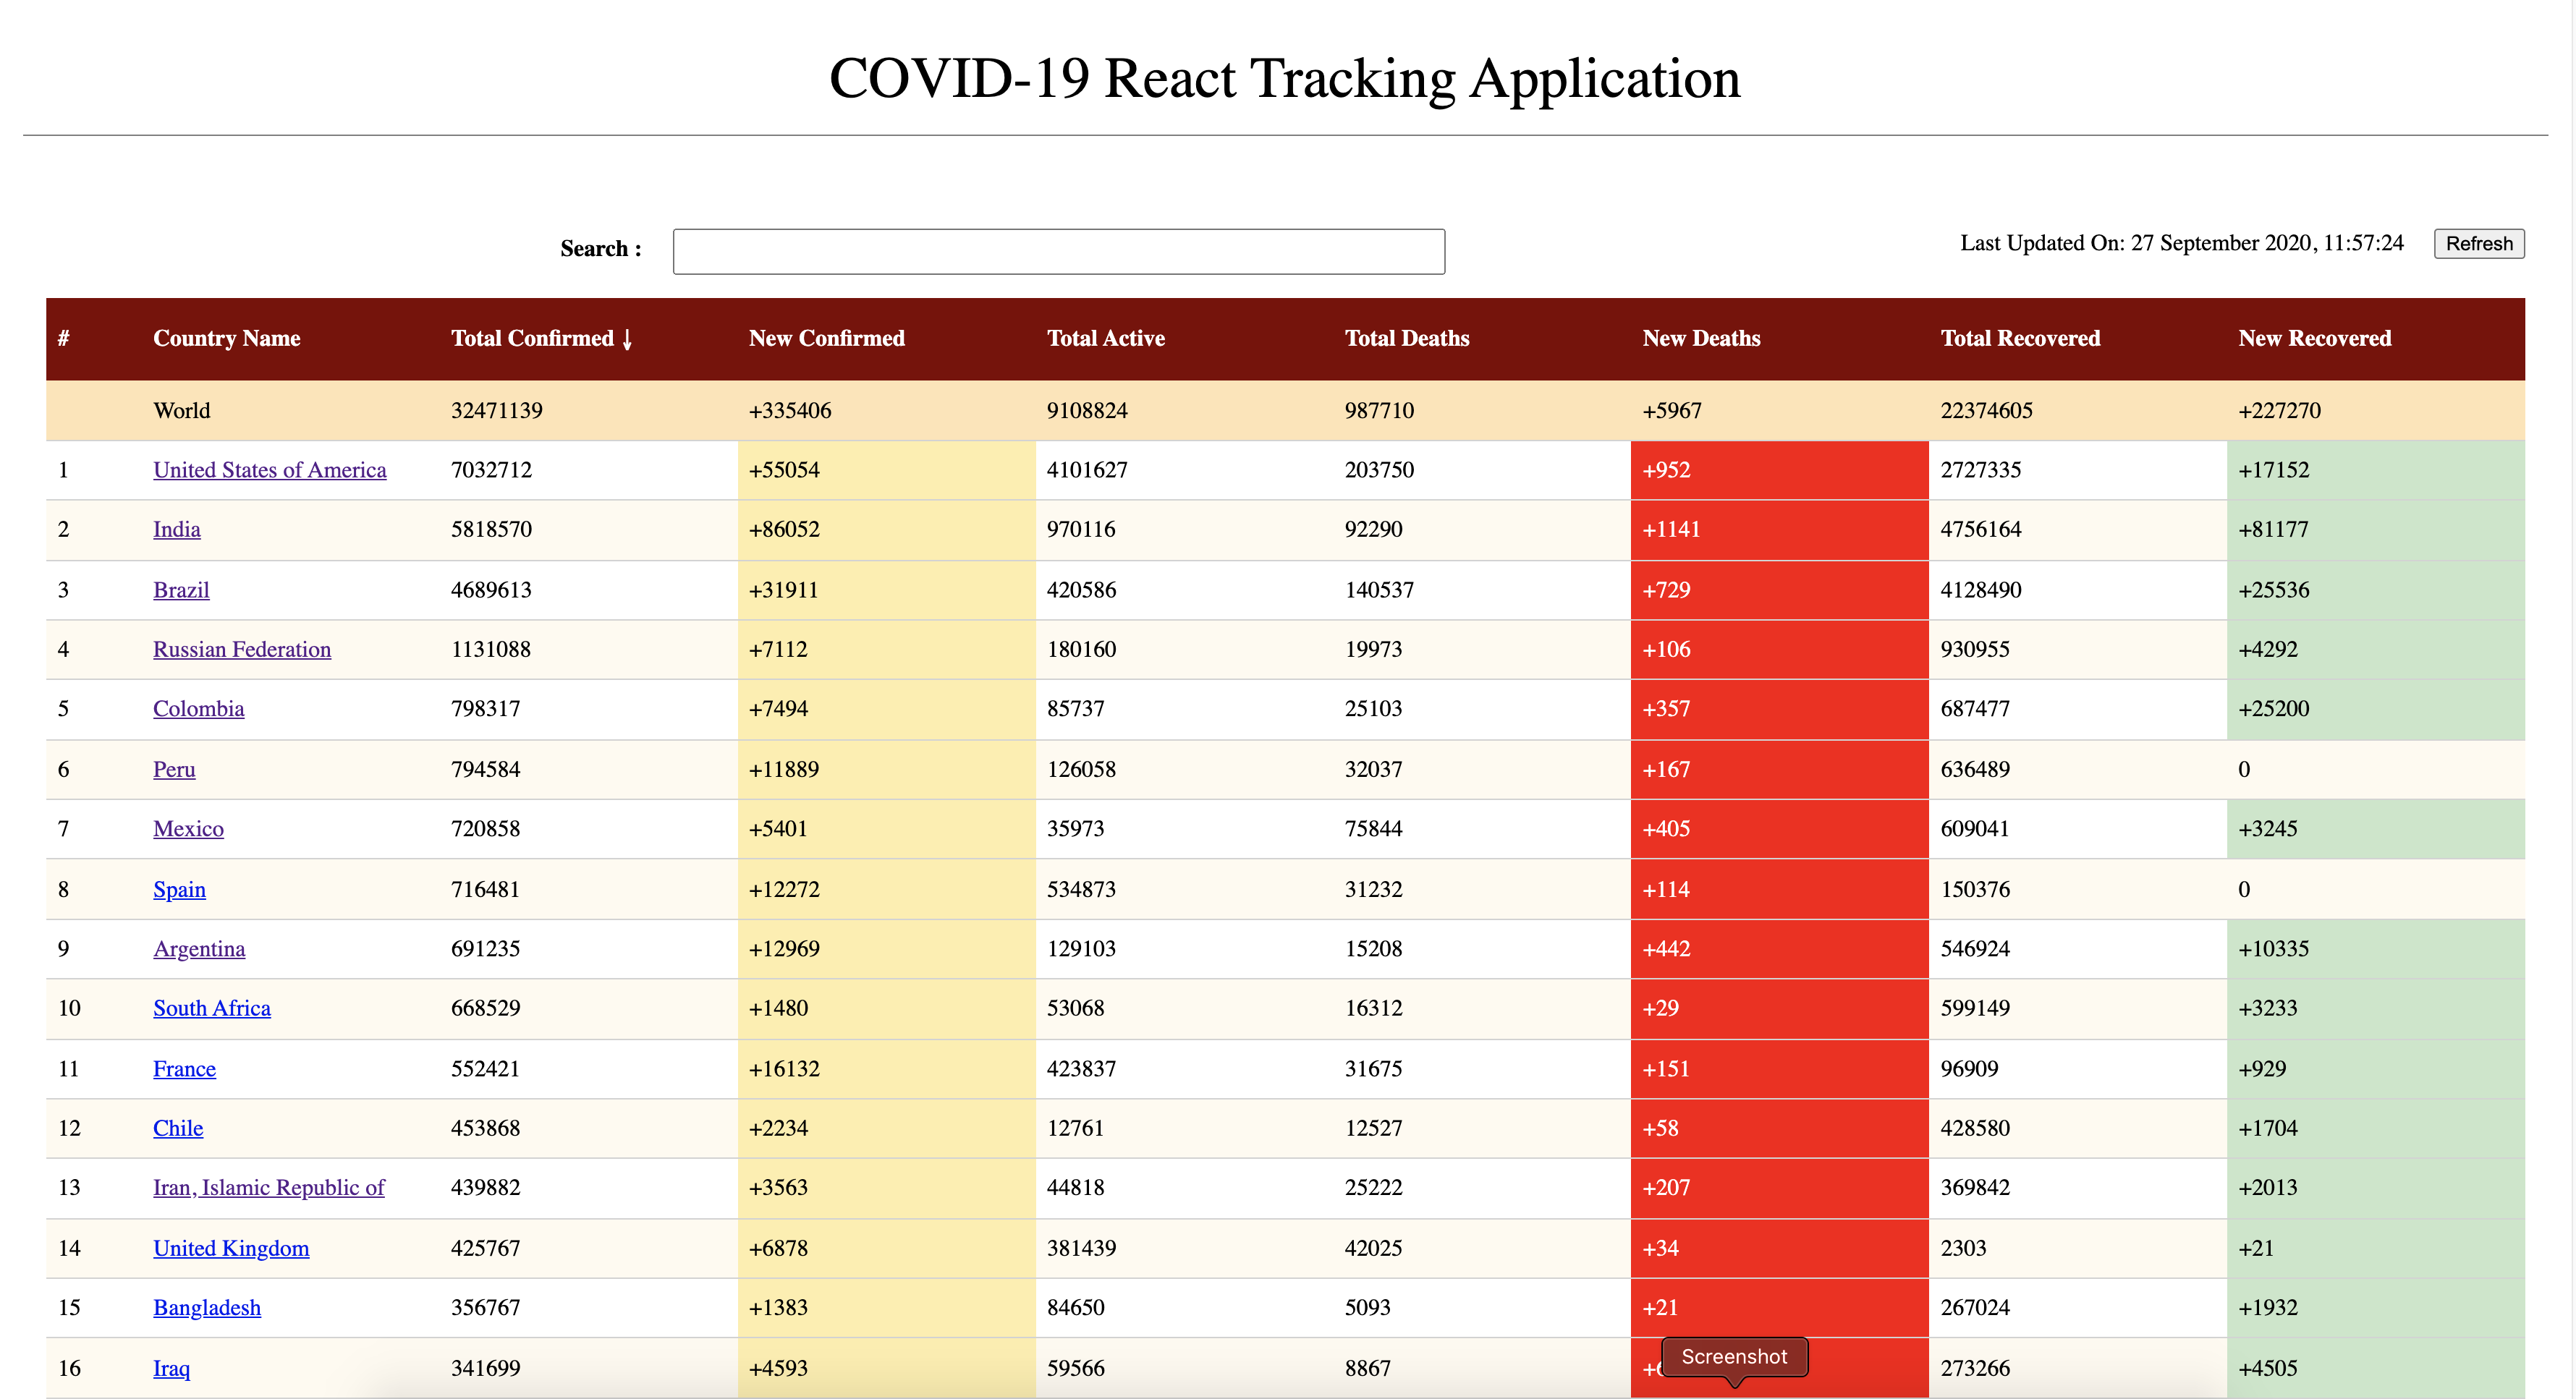 COVID-19 React Tracking Application
Search :
Last Updated On: 27 September 2020, 11:57:24 Refresh
# Country Name Total Confirmed ↓ New Confirmed Total Active Total Deaths New Deaths Total Recovered New Recovered
World 32471139 +335406 9108824 987710 +5967 22374605 +227270
1 United States of America 7032712 +55054 4101627 203750 +952 2727335 +17152
2 India 5818570 +86052 970116 92290 +1141 4756164 +81177
3 Brazil 4689613 +31911 420586 140537 +729 4128490 +25536
4 Russian Federation 1131088 +7112 180160 19973 +106 930955 +4292
5 Colombia 798317 +7494 85737 25103 +357 687477 +25200
6 Peru 794584 +11889 126058 32037 +167 636489 0
7 Mexico 720858 +5401 35973 75844 +405 609041 +3245
8 Spain 716481 +12272 534873 31232 +114 150376 0
9 Argentina 691235 +12969 129103 15208 +442 546924 +10335
10 South Africa 668529 +1480 53068 16312 +29 599149 +3233
11 France 552421 +16132 423837 31675 +151 96909 +929
12 Chile 453868 +2234 12761 12527 +58 428580 +1704
13 Iran, Islamic Republic of 439882 +3563 44818 25222 +207 369842 +2013
14 United Kingdom 425767 +6878 381439 42025 +34 2303 +21
15 Bangladesh 356767 +1383 84650 5093 +21 267024 +1932
16 Iraq 341699 +4593 59566 8867 273266 +4505
Screenshot